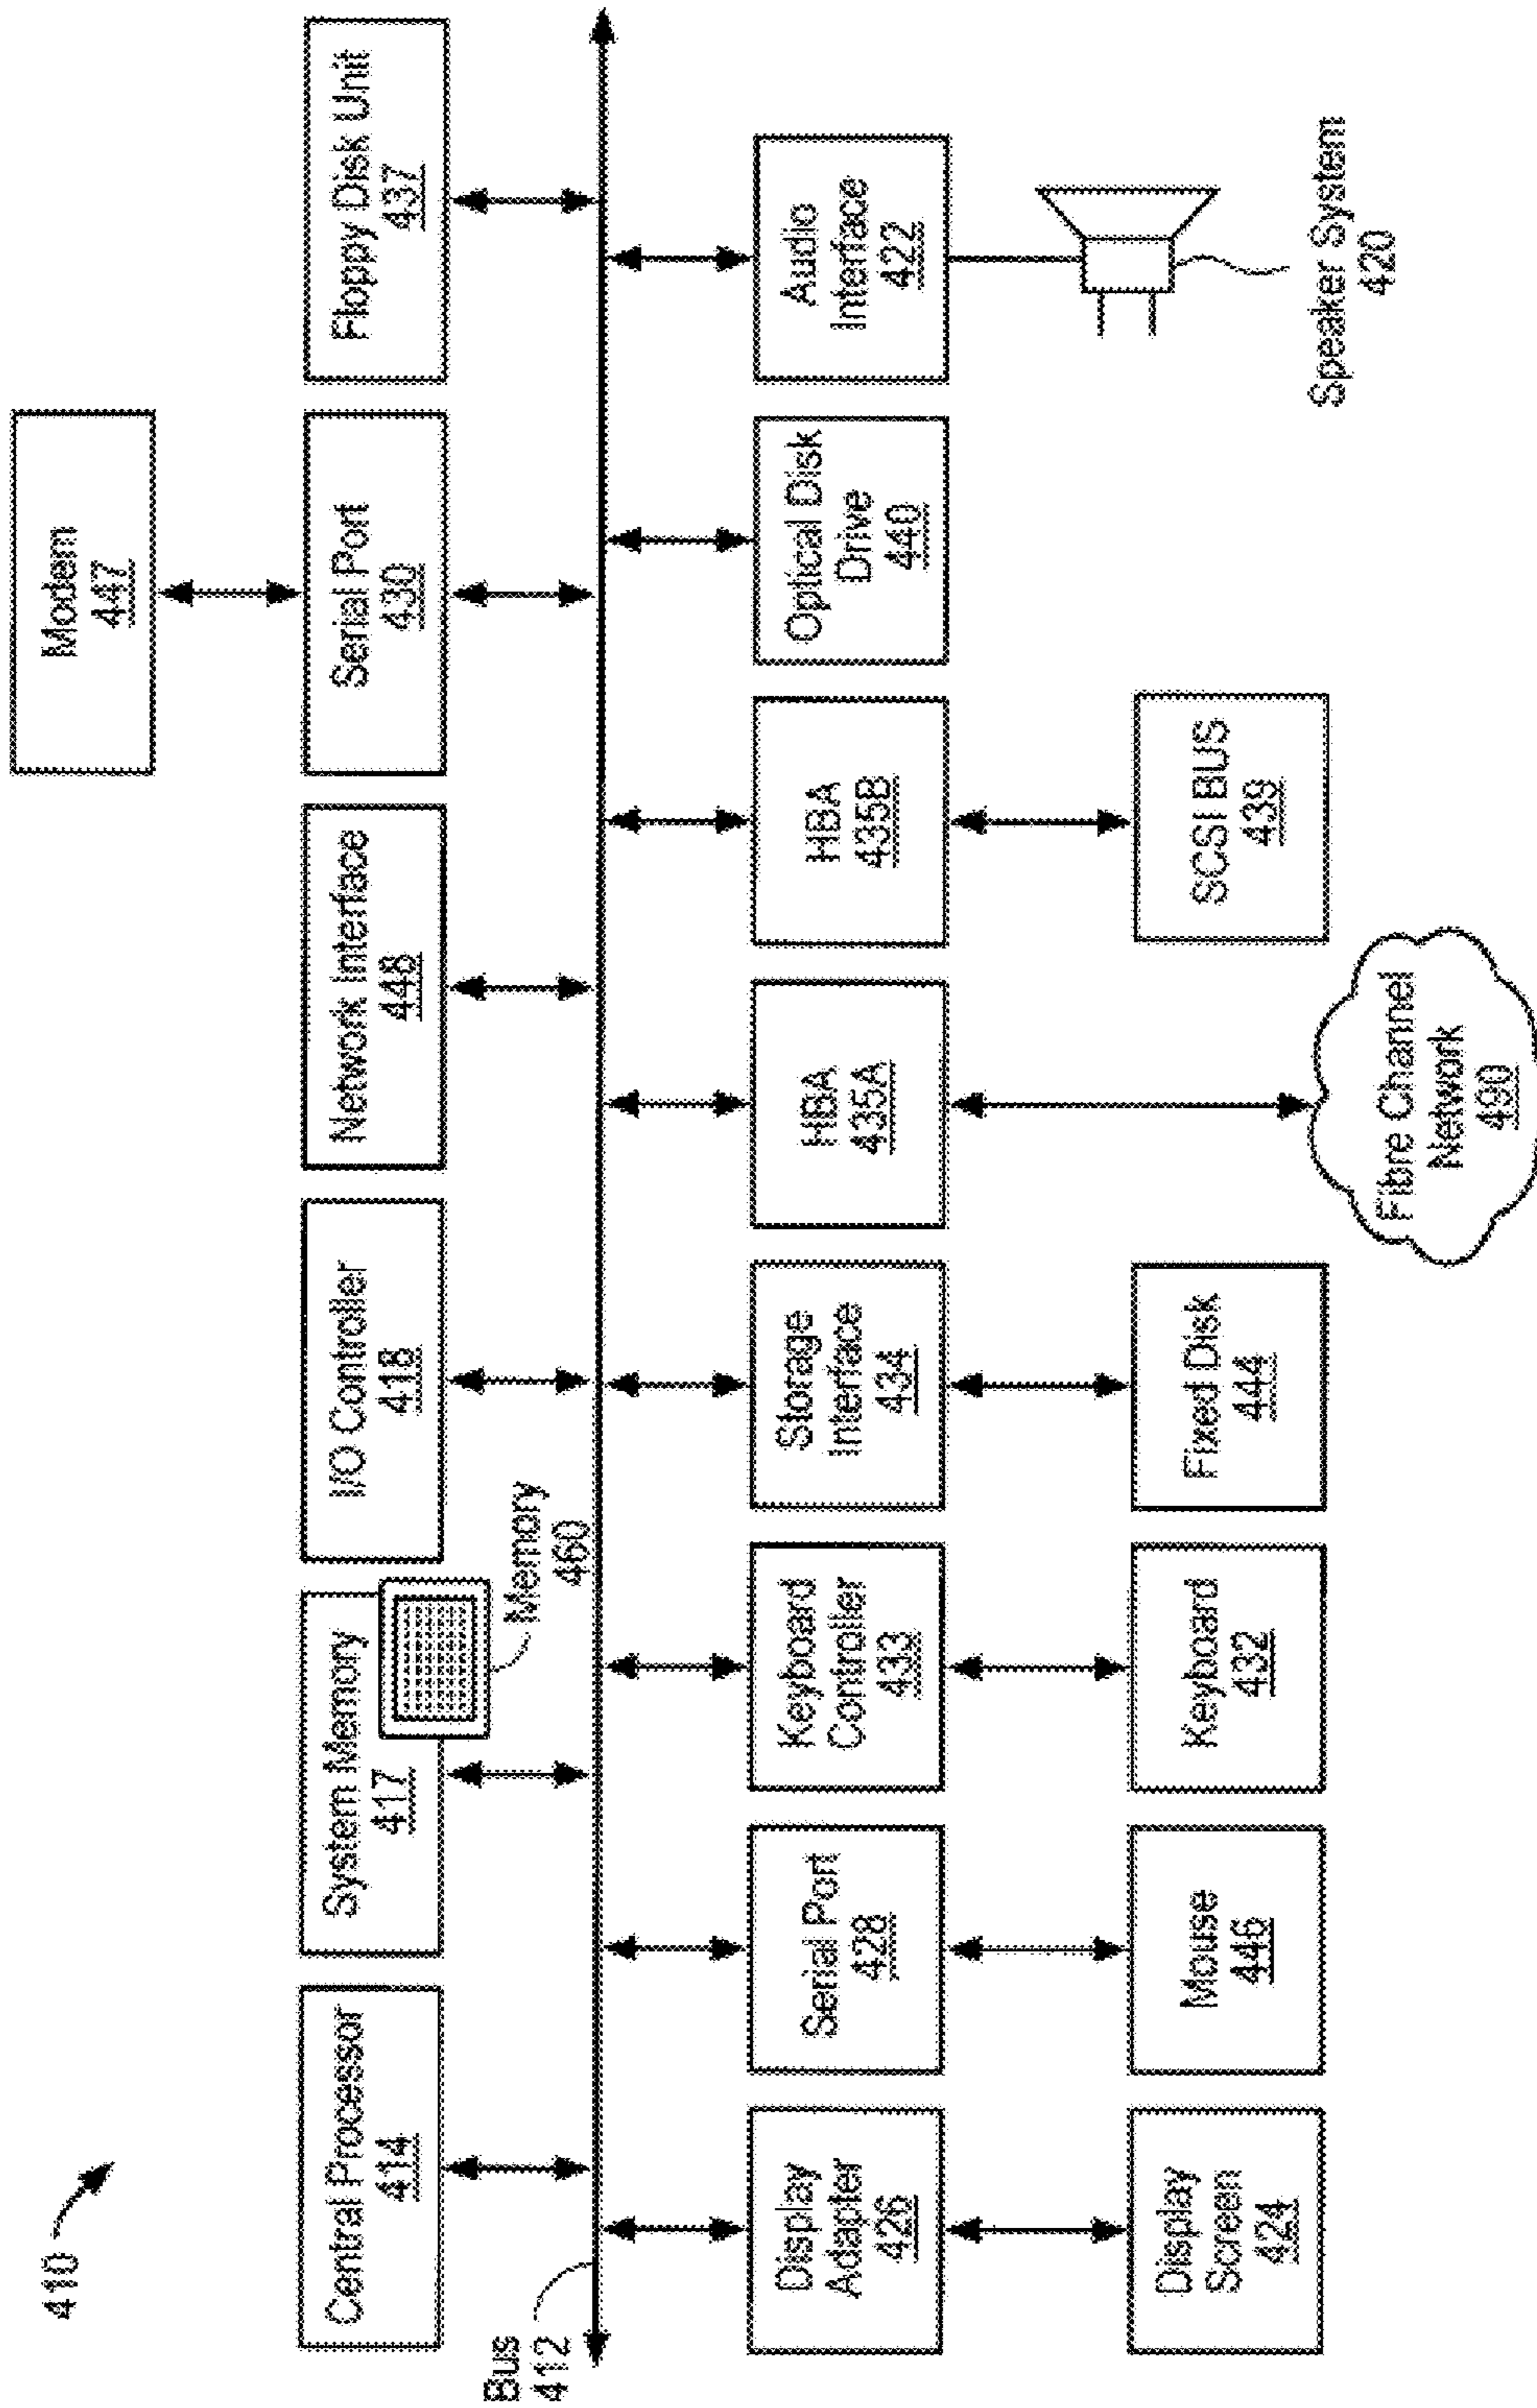 410
Modem
447
Central Processor
414
System Memory
417
I/O Controller
418
Network Interface
448
Serial Port
430
Floppy Disk Unit
437
Memory
460
Bus
412
Display
Adapter
426
Serial Port
428
Keyboard
Controller
433
Storage
Interface
434
HBA
435A
HBA
435B
Optical Disk
Drive
440
Audio
Interface
422
Display
Screen
424
Mouse
446
Keyboard
432
Fixed Disk
444
Fibre Channel
Network
490
SCSI BUS
439
Speaker System
420